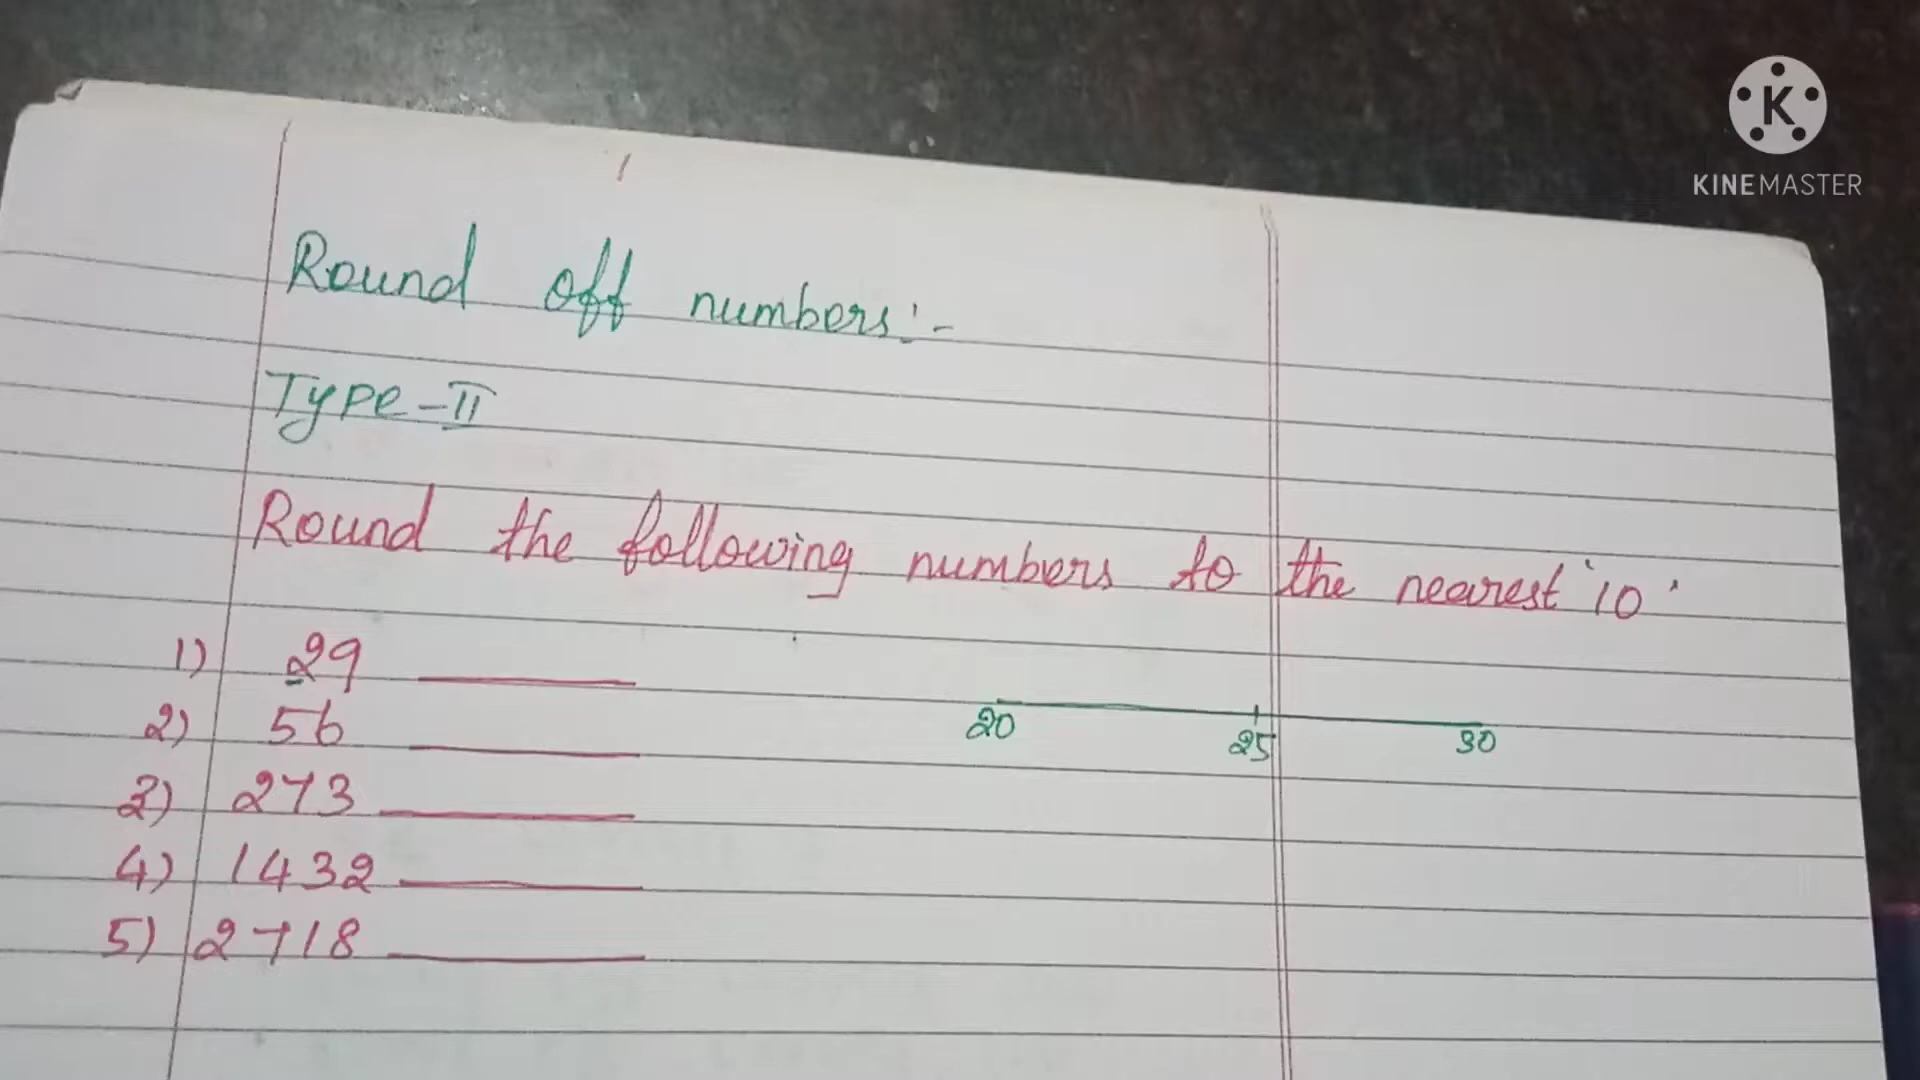 KINEMASTER
Round off numbers:-
Type-II
Round the following numbers to the nearest '10'
1) 29
2) 56
3) 273
4) 1432
5) 2718
20 25 30